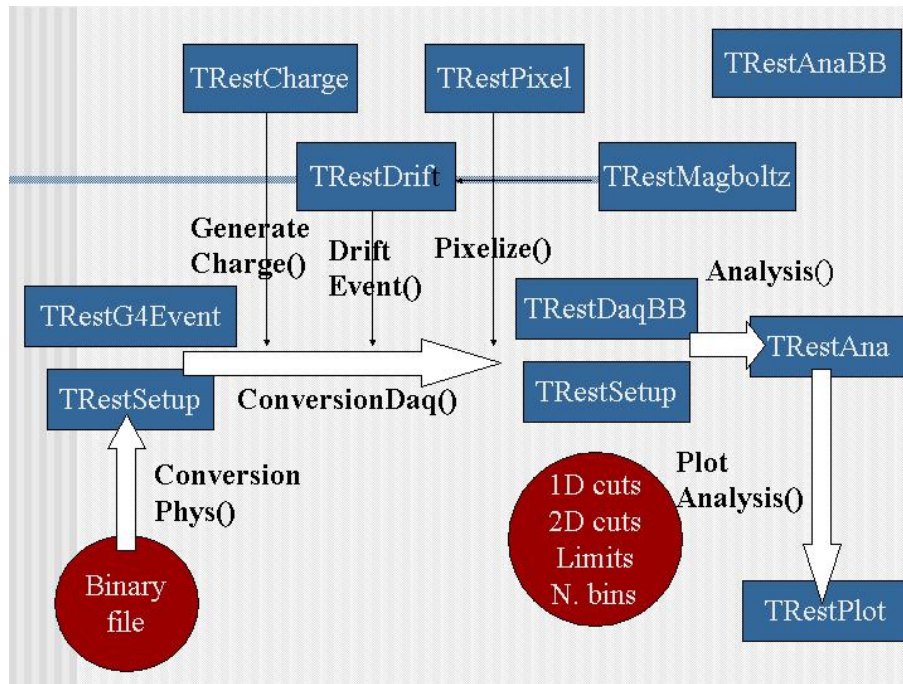 TRestCharge
TRestPixel
TRestAnaBB
TRestDrift
TRestMagboltz
Generate
Charge()
Drift
Event()
Pixelize()
Analysis()
TRestG4Event
TRestDaqBB
TRestAna
TRestSetup
ConversionDaq()
TRestSetup
Conversion
Phys()
1D cuts
2D cuts
Limits
N. bins
Plot
Analysis()
Binary
file
TRestPlot